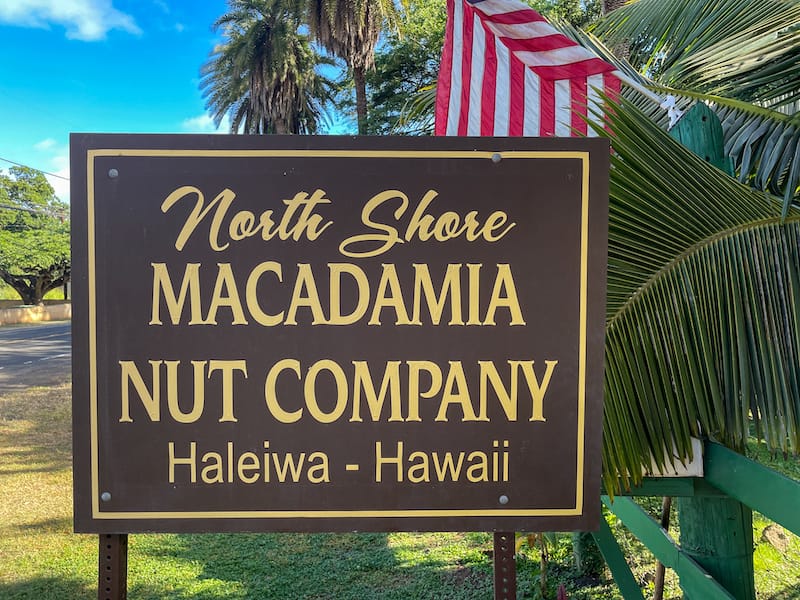 North Shore
MACADAMIA
NUT COMPANY
Haleiwa - Hawaii